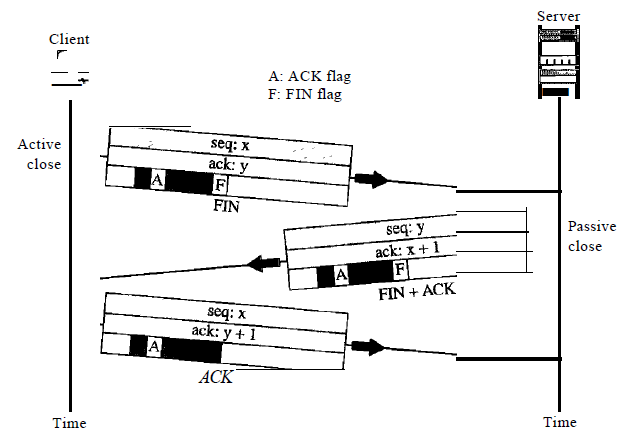 Server
Client
A: ACK flag
F: FIN flag
Active
close
seq: x
ack: y
A
F
FIN
Passive
close
seq: y
ack: x + 1
A
F
FIN + ACK
seq: x
ack: y + 1
A
ACK
Time
Time